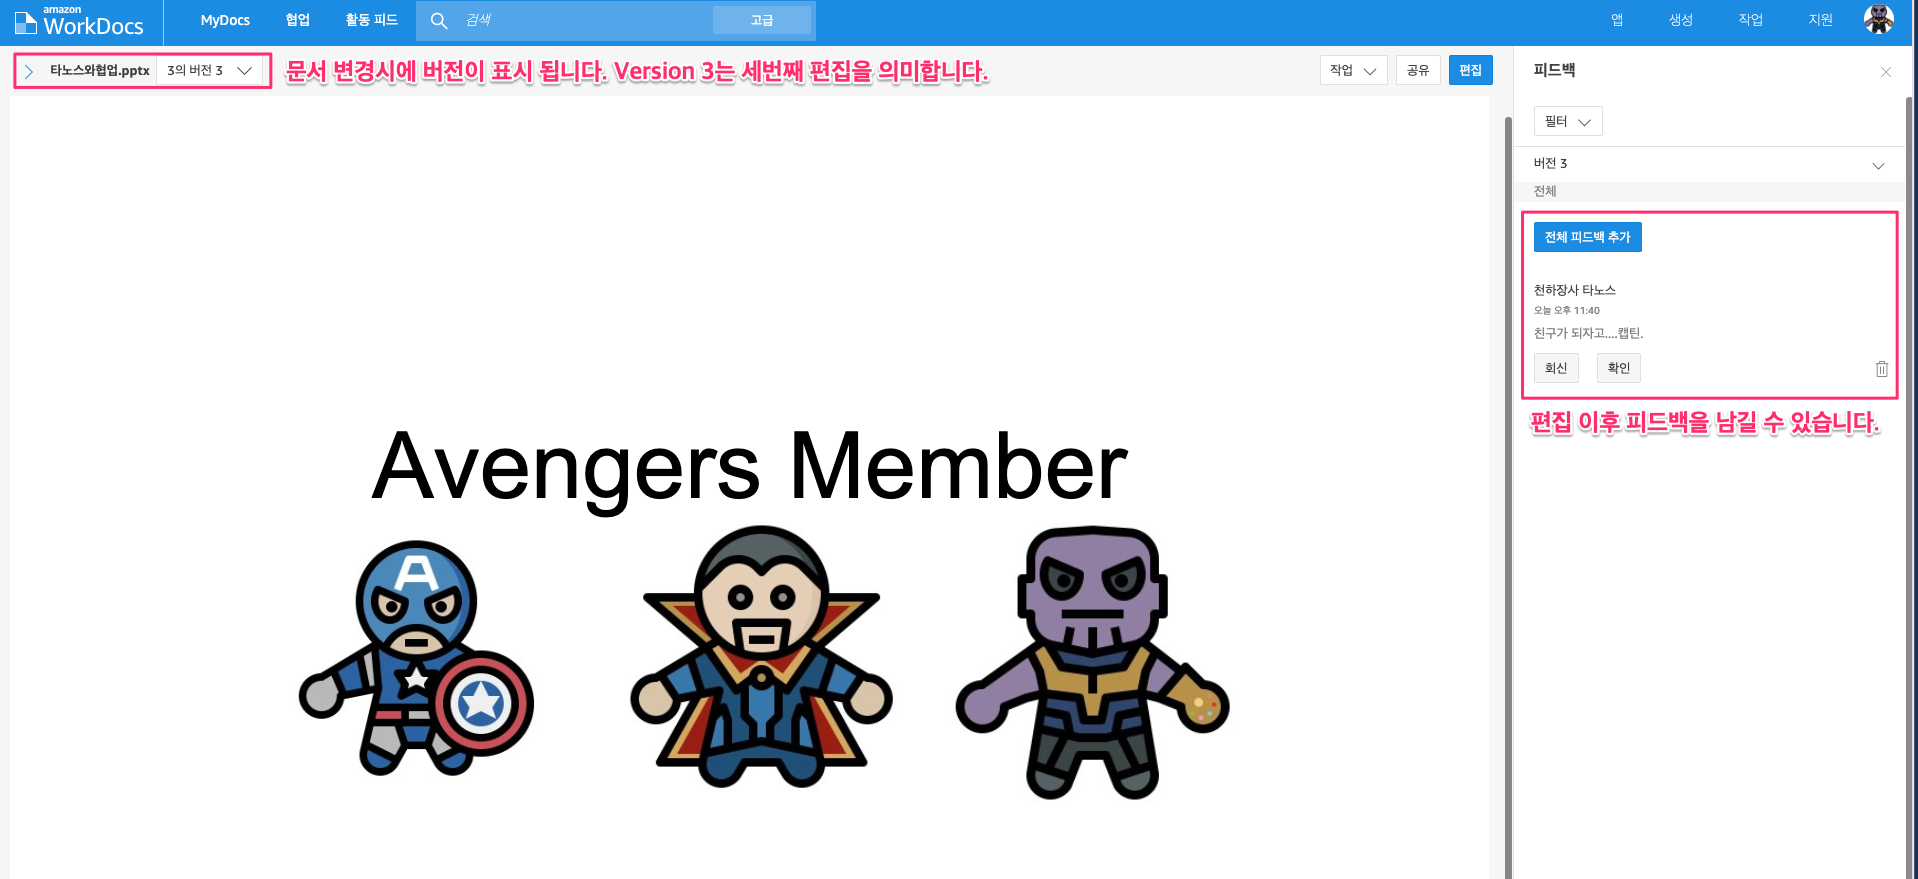 amazon
WorkDocs
MyDocs 협업 활동 피드 검색 고급 앱 생성 작업 지원
타노스와협업.pptx 3의 버전 3
문서 변경시에 버전이 표시 됩니다. Version 3는 세번째 편집을 의미합니다.
작업 공유 편집
Avengers Member
A
피드백
필터
버전 3
전체
전체 피드백 추가
천하장사 타노스
오늘 오후 11:40
친구가 되자고....캡틴.
회신 확인
편집 이후 피드백을 남길 수 있습니다.